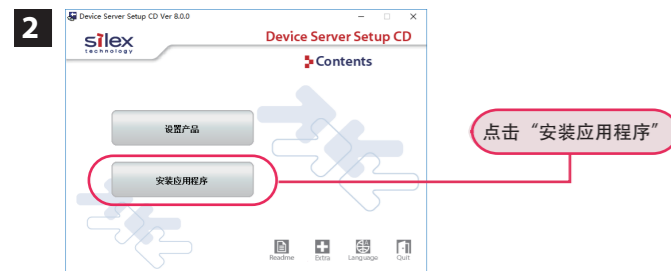 2
Device Server Setup CD Ver 8.0.0
silex
technology
Device Server Setup CD
Contents
设置产品
安装应用程序
点击“安装应用程序”
Readme
Extra
Language
Quit